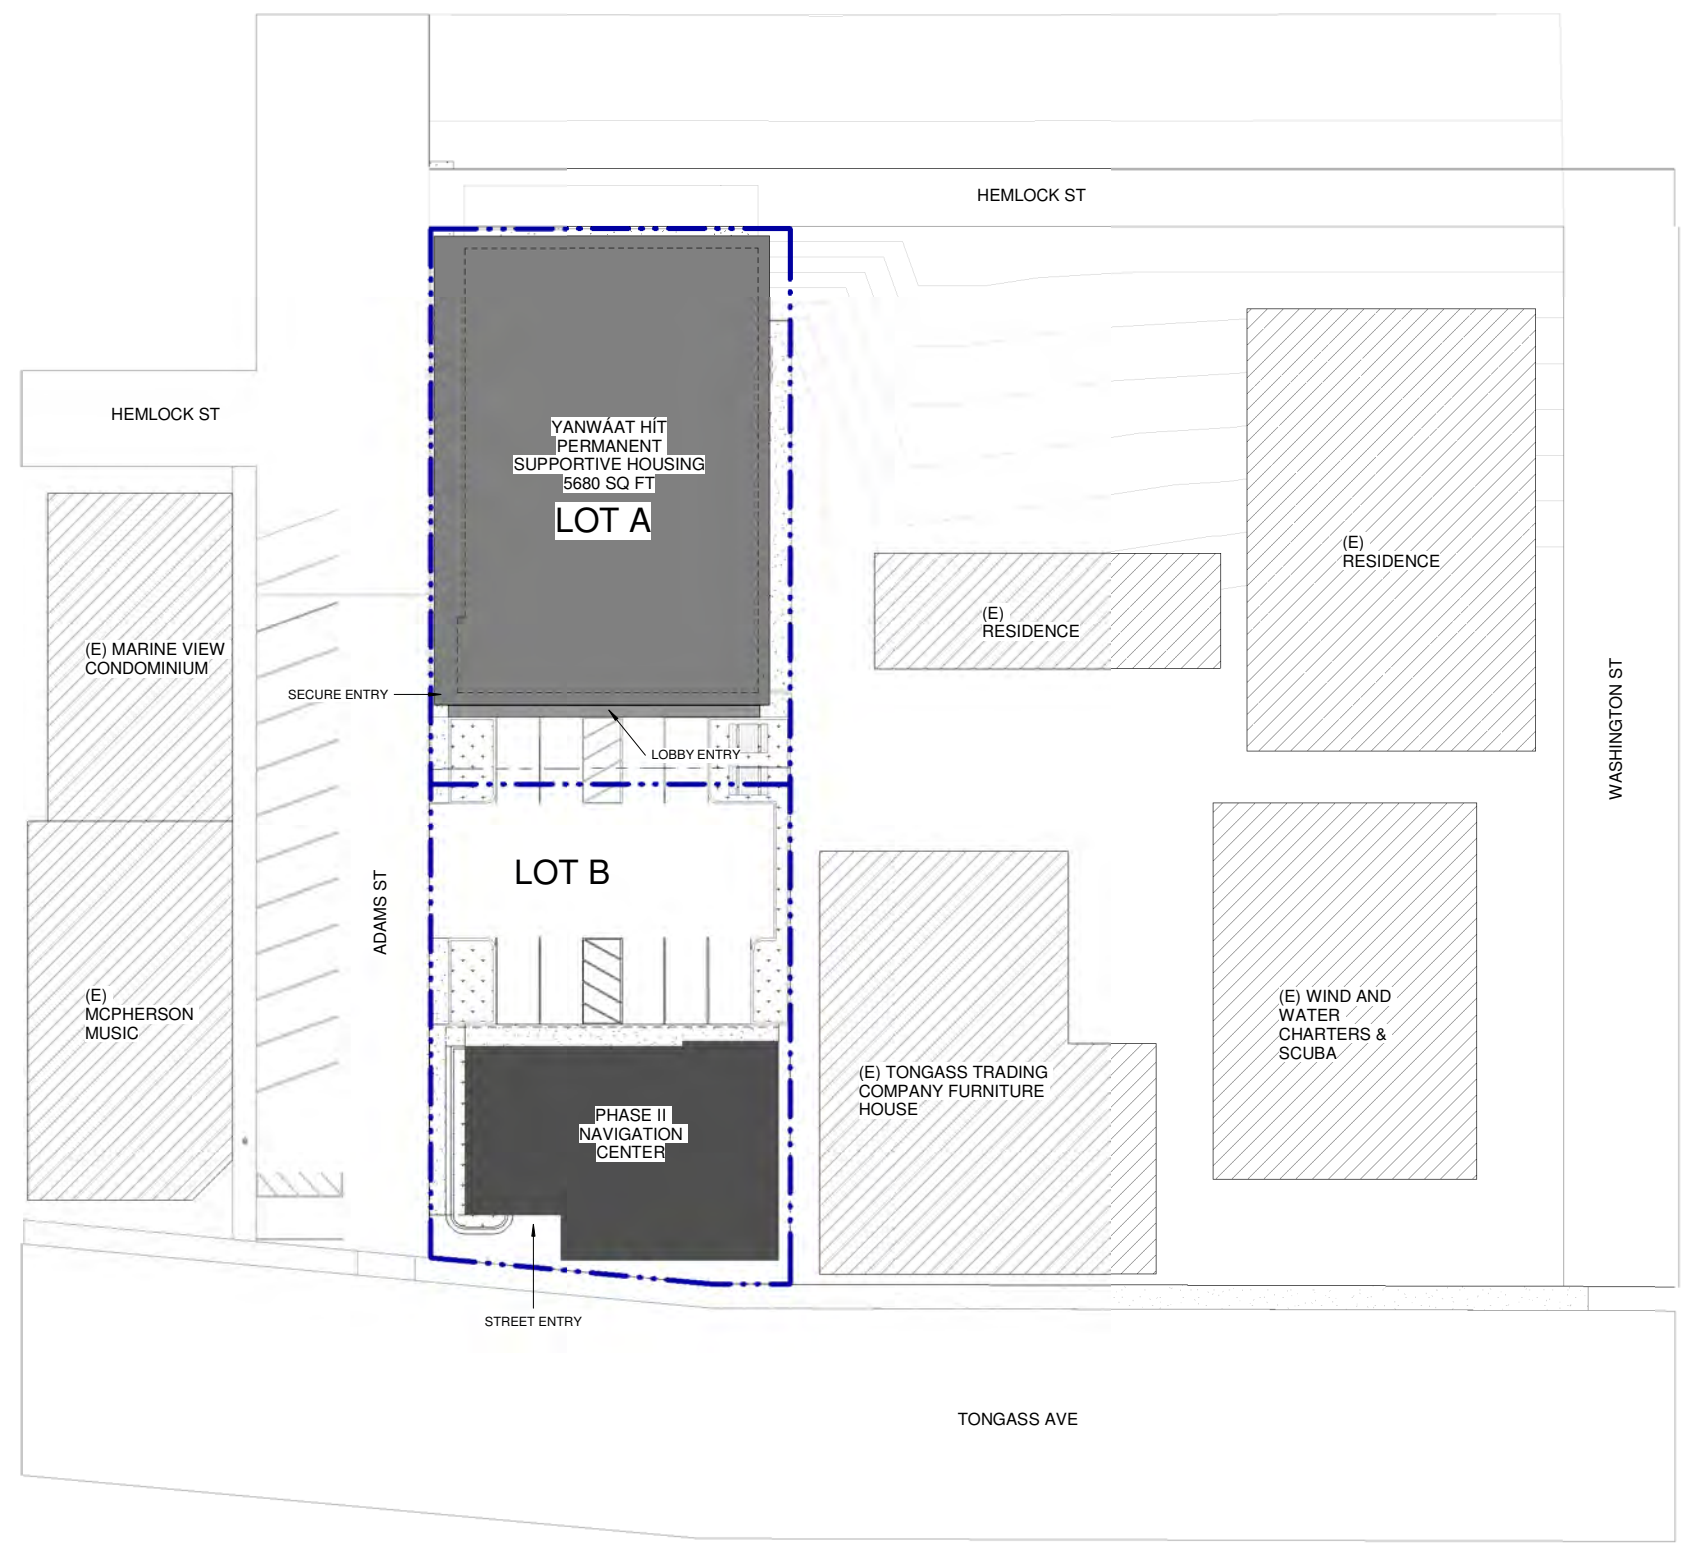 HEMLOCK ST
HEMLOCK ST
YANWÁAT HÍT
PERMANENT
SUPPORTIVE HOUSING
5680 SQ FT
LOT A
(E)
RESIDENCE
(E)
RESIDENCE
(E) MARINE VIEW
CONDOMINIUM
SECURE ENTRY
LOBBY ENTRY
WASHINGTON ST
LOT B
ADAMS ST
(E)
MCPHERSON
MUSIC
(E) WIND AND
WATER
CHARTERS &
SCUBA
(E) TONGASS TRADING
COMPANY FURNITURE
HOUSE
PHASE II
NAVIGATION
CENTER
STREET ENTRY
TONGASS AVE